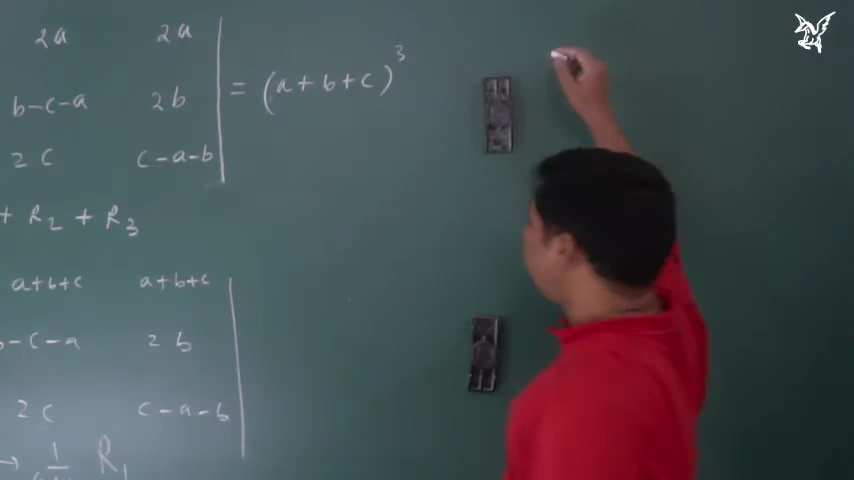 2a 2a
b-c-a 2b = (a+b+c)³
2c c-a-b
+ R₂ + R₃
a+b+c a+b+c
-c-a 2b
2c c-a-b
→ 1 R₁